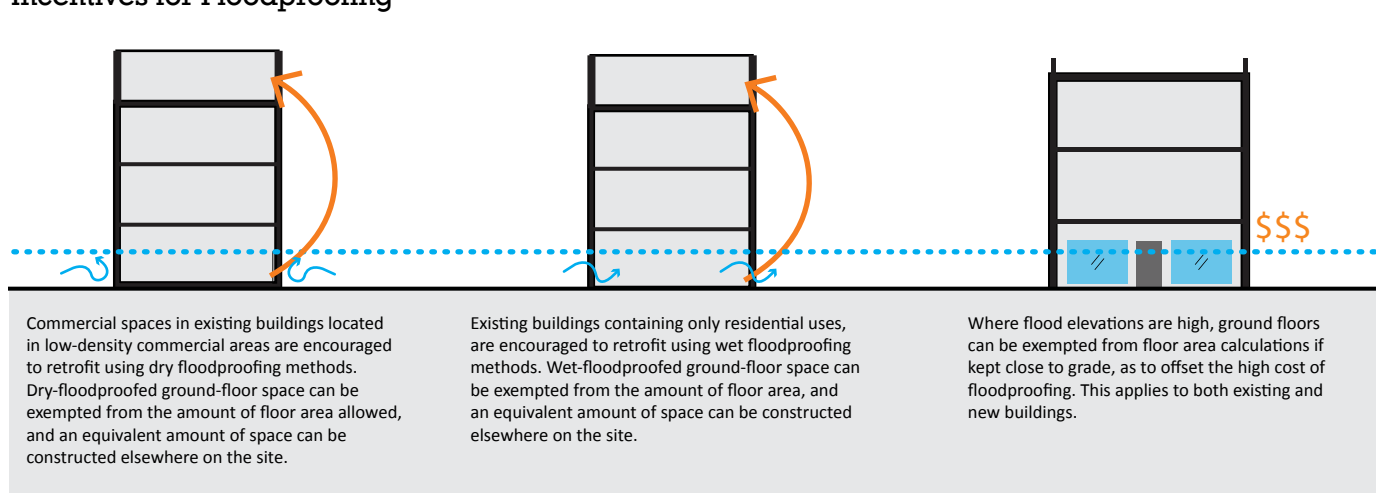 Incentives for Floodproofing
$$$
Commercial spaces in existing buildings located
in low-density commercial areas are encouraged
to retrofit using dry floodproofing methods.
Dry-floodproofed ground-floor space can be
exempted from the amount of floor area allowed,
and an equivalent amount of space can be
constructed elsewhere on the site.
Existing buildings containing only residential uses,
are encouraged to retrofit using wet floodproofing
methods. Wet-floodproofed ground-floor space can
be exempted from the amount of floor area, and
an equivalent amount of space can be constructed
elsewhere on the site.
Where flood elevations are high, ground floors
can be exempted from floor area calculations if
kept close to grade, as to offset the high cost of
floodproofing. This applies to both existing and
new buildings.